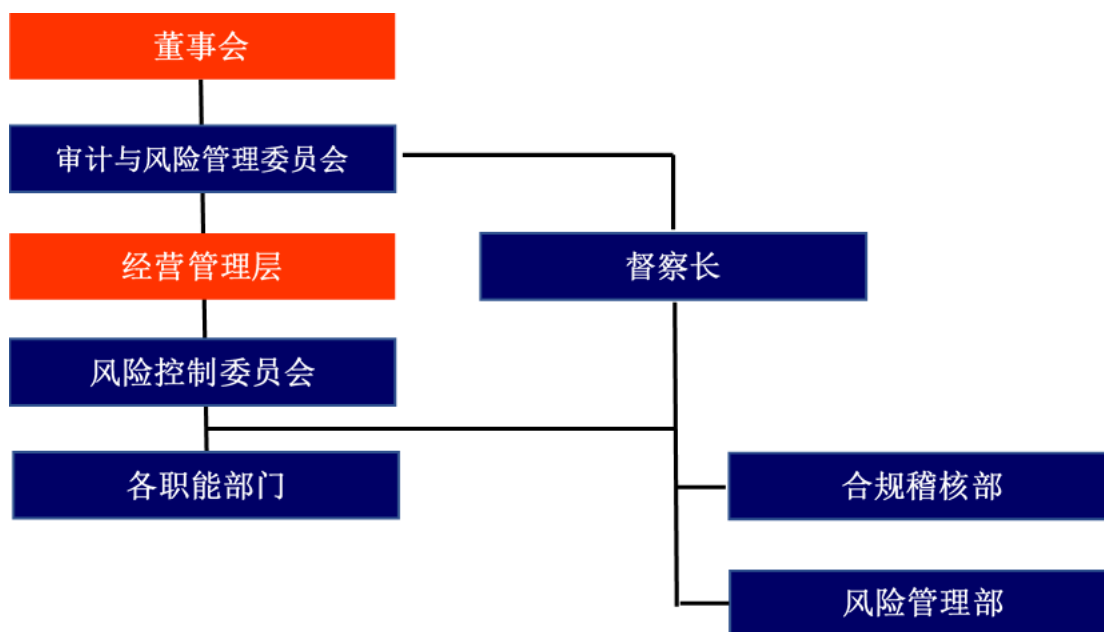 董事会
审计与风险管理委员会
经营管理层
督察长
风险控制委员会
各职能部门
合规稽核部
风险管理部